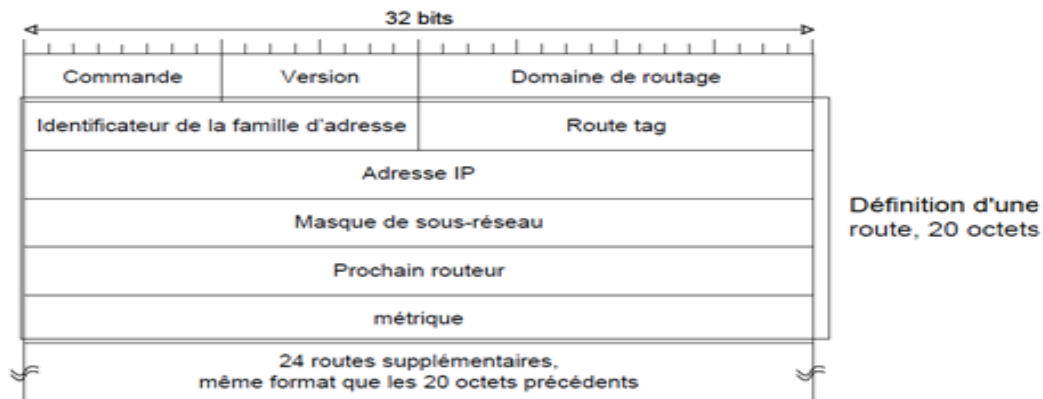 32 bits
Commande
Version
Domaine de routage
Identificateur de la famille d'adresse
Route tag
Adresse IP
Masque de sous-réseau
Prochain routeur
métrique
Définition d'une
route, 20 octets
24 routes supplémentaires,
même format que les 20 octets précédents